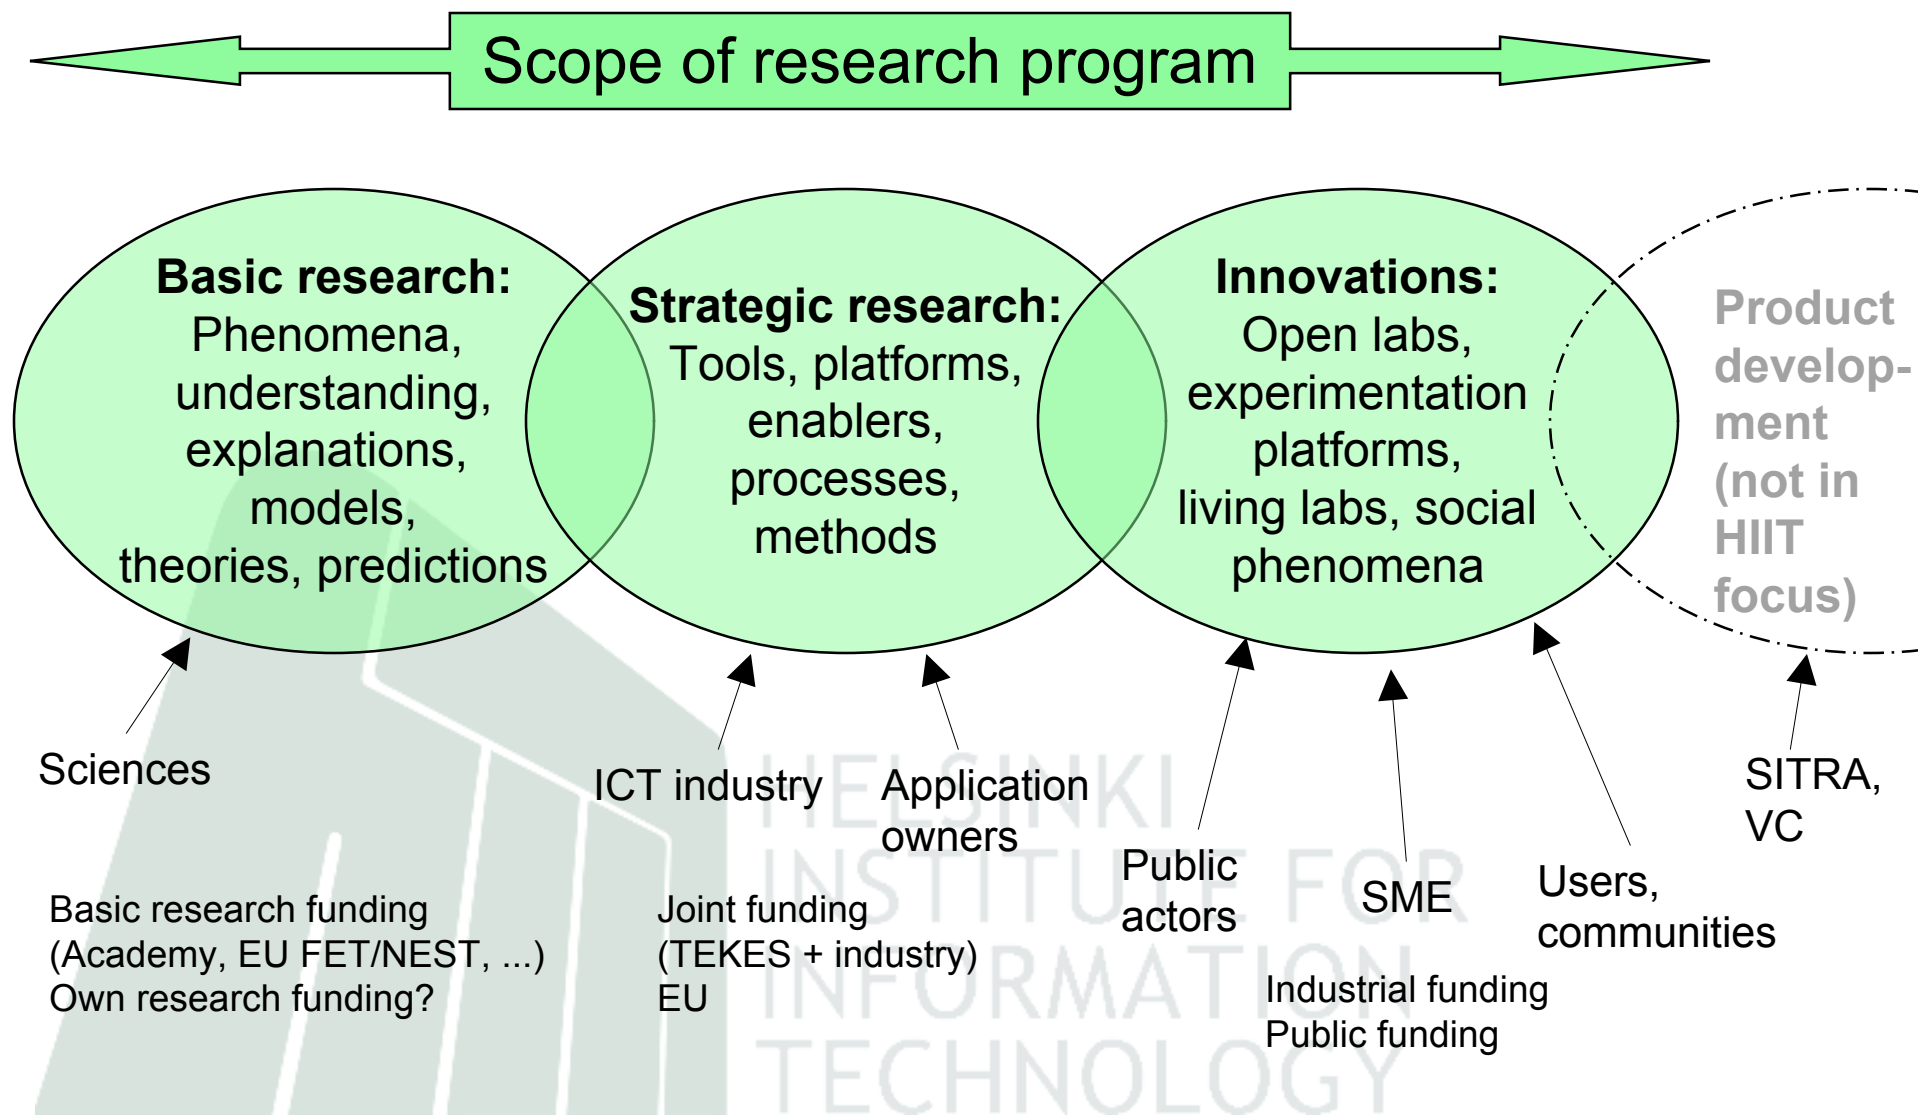 Scope of research program
Basic research:
Phenomena,
understanding,
explanations,
models,
theories, predictions
Strategic research:
Tools, platforms,
enablers,
processes,
methods
Innovations:
Open labs,
experimentation
platforms,
living labs, social
phenomena
Product
develop-
ment
(not in
HIIT
focus)
Sciences
ICT industry
Application
owners
Public
actors
SME
Users,
communities
SITRA,
VC
Basic research funding
(Academy, EU FET/NEST, ...)
Own research funding?
Joint funding
(TEKES + industry)
EU
Industrial funding
Public funding
HELSINKI
INSTITUTE FOR
INFORMATION
TECHNOLOGY